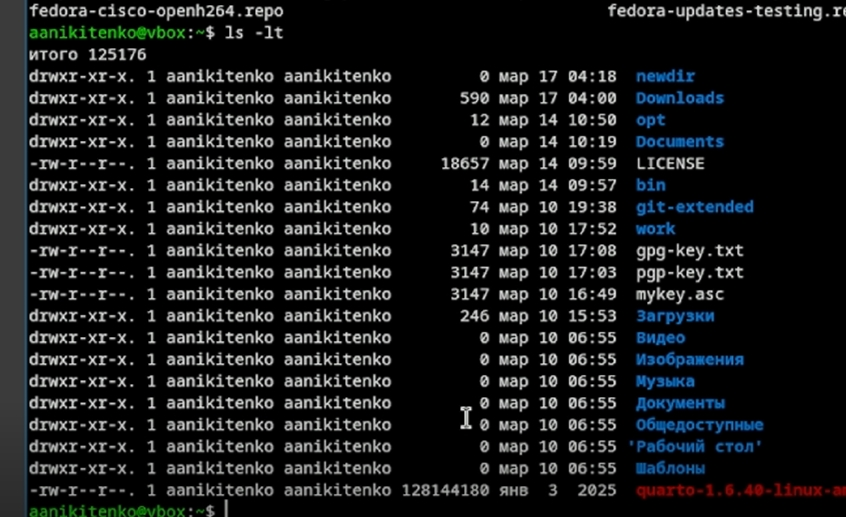 fedora-cisco-openh264.repo fedora-updates-testing.re
aanikitenko@vbox:~$ ls -lt
итого 125176
drwxr-xr-x. 1 aanikitenko aanikitenko 0 мар 17 04:18 newdir
drwxr-xr-x. 1 aanikitenko aanikitenko 590 мар 17 04:00 Downloads
drwxr-xr-x. 1 aanikitenko aanikitenko 12 мар 14 10:50 opt
drwxr-xr-x. 1 aanikitenko aanikitenko 0 мар 14 10:19 Documents
-rw-r--r--. 1 aanikitenko aanikitenko 18657 мар 14 09:59 LICENSE
drwxr-xr-x. 1 aanikitenko aanikitenko 14 мар 14 09:57 bin
drwxr-xr-x. 1 aanikitenko aanikitenko 74 мар 10 19:38 git-extended
drwxr-xr-x. 1 aanikitenko aanikitenko 10 мар 10 17:52 work
-rw-r--r--. 1 aanikitenko aanikitenko 3147 мар 10 17:08 gpg-key.txt
-rw-r--r--. 1 aanikitenko aanikitenko 3147 мар 10 17:03 pgp-key.txt
-rw-r--r--. 1 aanikitenko aanikitenko 3147 мар 10 16:49 mykey.asc
drwxr-xr-x. 1 aanikitenko aanikitenko 246 мар 10 15:53 Загрузки
drwxr-xr-x. 1 aanikitenko aanikitenko 0 мар 10 06:55 Видео
drwxr-xr-x. 1 aanikitenko aanikitenko 0 мар 10 06:55 Изображения
drwxr-xr-x. 1 aanikitenko aanikitenko 0 мар 10 06:55 Музыка
drwxr-xr-x. 1 aanikitenko aanikitenko 0 мар 10 06:55 Документы
drwxr-xr-x. 1 aanikitenko aanikitenko 0 мар 10 06:55 Общедоступные
drwxr-xr-x. 1 aanikitenko aanikitenko 0 мар 10 06:55 'Рабочий стол'
drwxr-xr-x. 1 aanikitenko aanikitenko 0 мар 10 06:55 Шаблоны
-rw-r--r--. 1 aanikitenko aanikitenko 128144180 янв 3 2025 quarto-1.6.40-linux-am
aanikitenko@vbox:~$